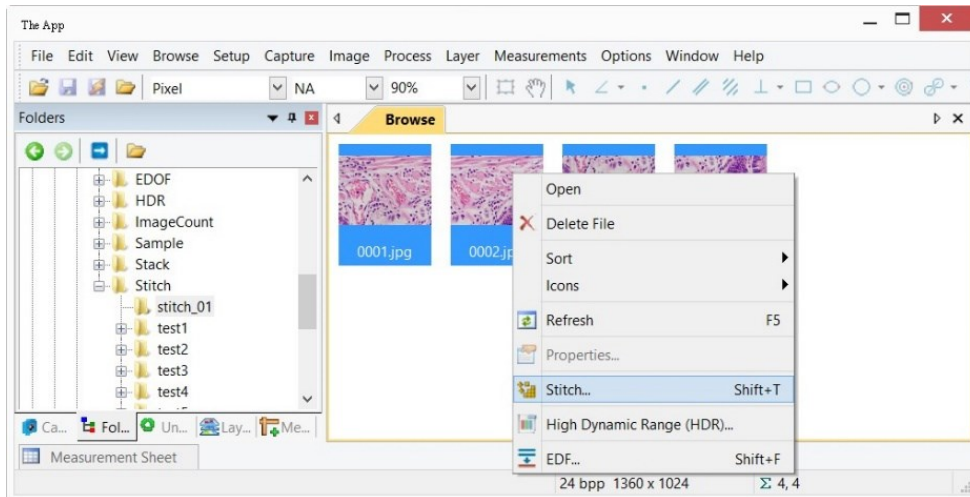 The App
File Edit View Browse Setup Capture Image Process Layer Measurements Options Window Help
Pixel NA 90%
Folders
Browse
EDOF
HDR
ImageCount
Sample
Stack
Stitch
stitch_01
test1
test2
test3
test4
0001.jpg
Open
Delete File
Sort
Icons
Refresh F5
Properties...
Stitch... Shift+T
High Dynamic Range (HDR)...
EDF... Shift+F
Ca... Fol... Un... Lay... Me...
Measurement Sheet
24 bpp 1360 x 1024 Σ 4, 4